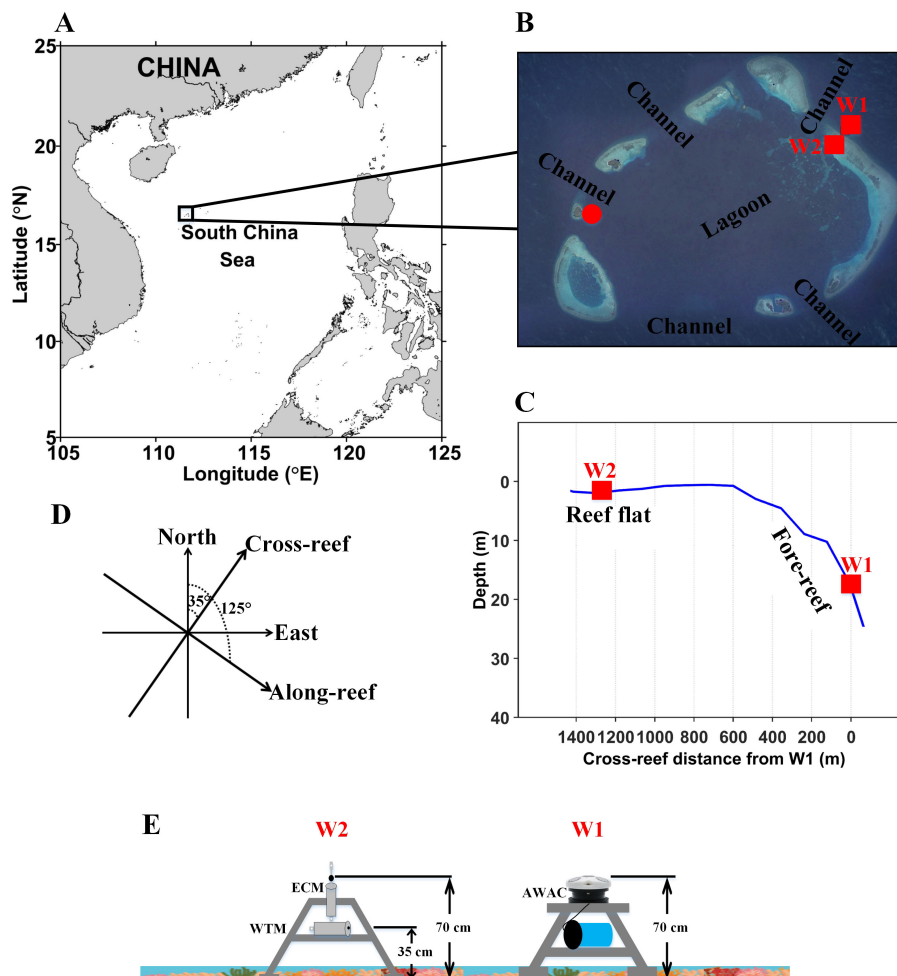 A
25
20
15
10
5
105
110
115
120
125
Latitude (°N)
Longitude (°E)
CHINA
South China
Sea
B
Channel
Channel
Channel
Channel
Channel
Lagoon
W1
W2
C
0
10
20
30
40
Depth (m)
W2
Reef flat
Fore-reef
W1
1400 1200 1000 800 600 400 200 0
Cross-reef distance from W1 (m)
D
North
Cross-reef
35°
125°
East
Along-reef
E
W2
W1
ECM
WTM
70 cm
35 cm
AWAC
70 cm